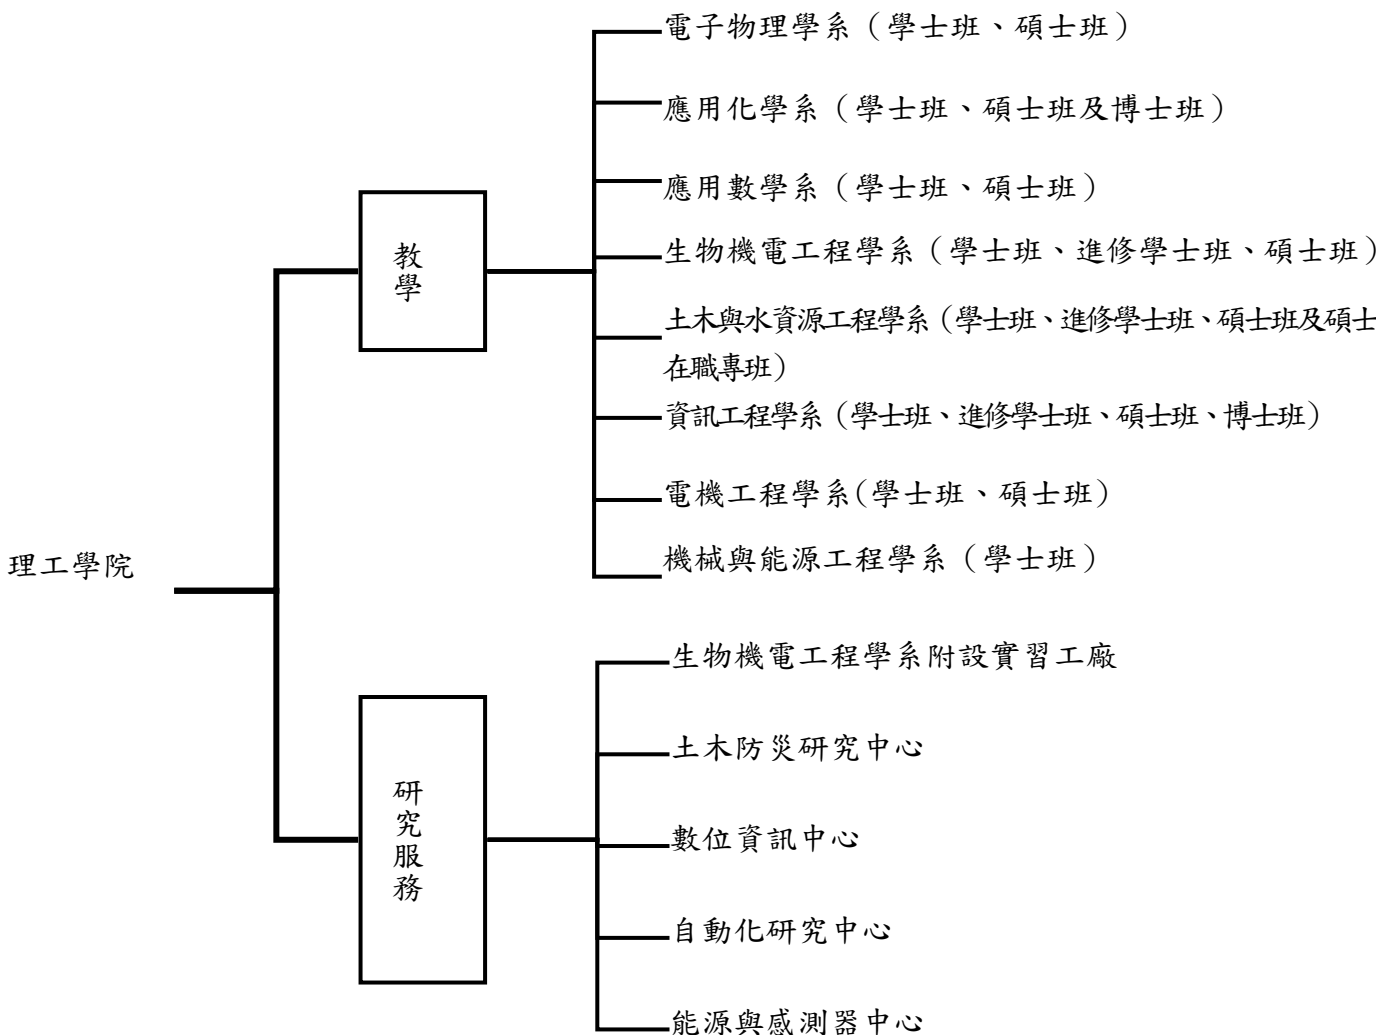 理工學院
教學
電子物理學系（學士班、碩士班）
應用化學系（學士班、碩士班及博士班）
應用數學系（學士班、碩士班）
生物機電工程學系（學士班、進修學士班、碩士班）
土木與水資源工程學系（學士班、進修學士班、碩士班及碩士
在職專班）
資訊工程學系（學士班、進修學士班、碩士班、博士班）
電機工程學系(學士班、碩士班)
機械與能源工程學系（學士班）
研究服務
生物機電工程學系附設實習工廠
土木防災研究中心
數位資訊中心
自動化研究中心
能源與感測器中心